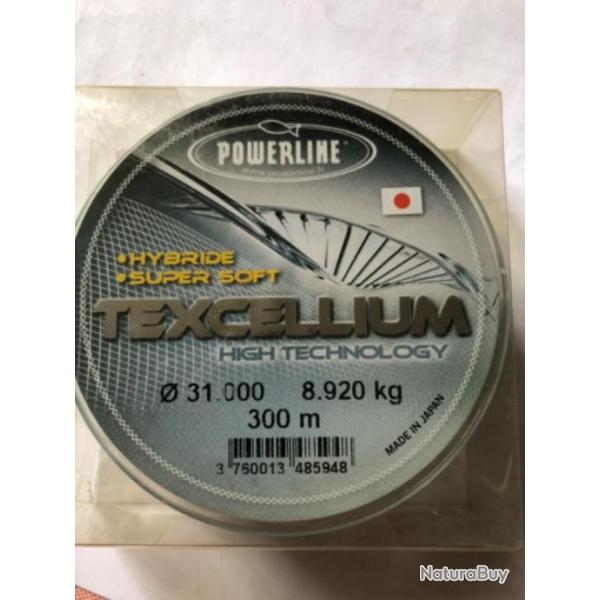 POWERLINE
www.powerline.fr
•HYBRIDE
•SUPER SOFT
TEXCELLIUM
HIGH TECHNOLOGY
Ø 31.000 8.920 kg
300 m
MADE IN JAPAN
3 760013 485948
NaturaBuy